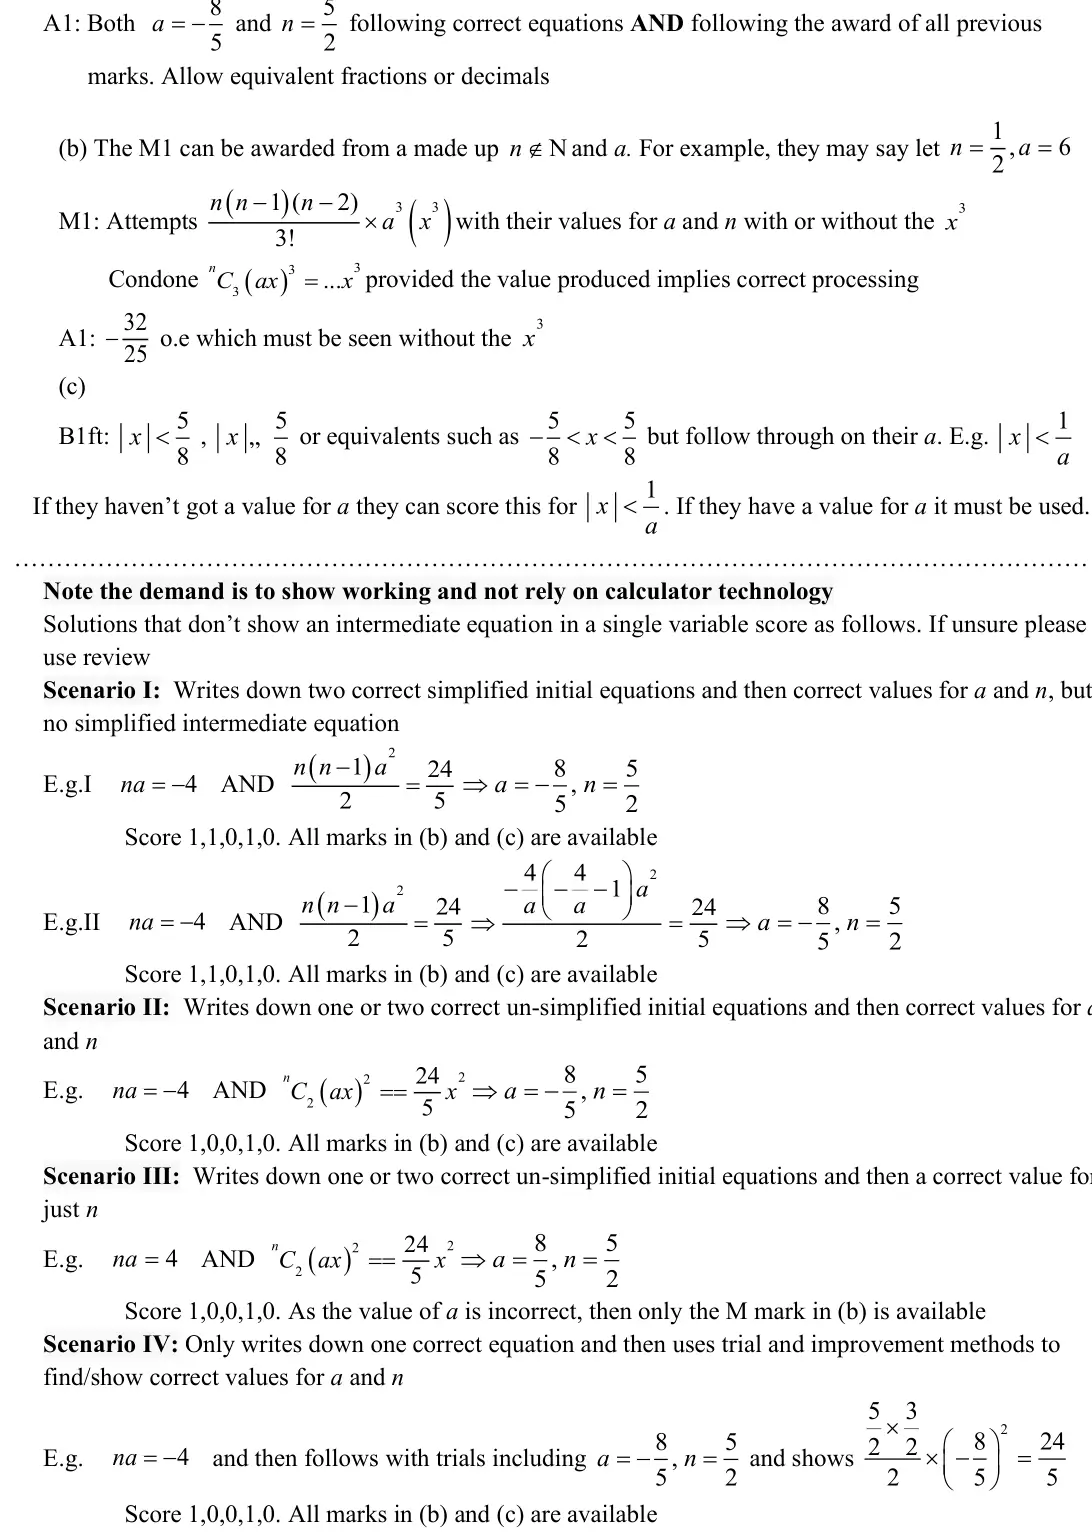 A1: Both a = −8/5 and n = 5/2 following correct equations AND following the award of all previous
marks. Allow equivalent fractions or decimals
(b) The M1 can be awarded from a made up n ∉ N and a. For example, they may say let n = 1/2, a = 6
M1: Attempts n(n−1)(n−2)/3! × a³(x³) with their values for a and n with or without the x³
Condone ⁿC₃(ax)³ = ...x³ provided the value produced implies correct processing
A1: −32/25 o.e which must be seen without the x³
(c)
B1ft: |x| < 5/8 , |x| „ 5/8 or equivalents such as −5/8 < x < 5/8 but follow through on their a. E.g. |x| < 1/a
If they haven’t got a value for a they can score this for |x| < 1/a. If they have a value for a it must be used.
Note the demand is to show working and not rely on calculator technology
Solutions that don’t show an intermediate equation in a single variable score as follows. If unsure please
use review
Scenario I: Writes down two correct simplified initial equations and then correct values for a and n, but
no simplified intermediate equation
E.g.I na = −4 AND n(n−1)a²/2 = 24/5 ⇒ a = −8/5, n = 5/2
Score 1,1,0,1,0. All marks in (b) and (c) are available
E.g.II na = −4 AND n(n−1)a²/2 = 24/5 ⇒ −4/a(−4/a −1)a²/2 = 24/5 ⇒ a = −8/5, n = 5/2
Score 1,1,0,1,0. All marks in (b) and (c) are available
Scenario II: Writes down one or two correct un-simplified initial equations and then correct values for a
and n
E.g. na = −4 AND ⁿC₂(ax)² == 24/5 x² ⇒ a = −8/5, n = 5/2
Score 1,0,0,1,0. All marks in (b) and (c) are available
Scenario III: Writes down one or two correct un-simplified initial equations and then a correct value for
just n
E.g. na = 4 AND ⁿC₂(ax)² == 24/5 x² ⇒ a = 8/5, n = 5/2
Score 1,0,0,1,0. As the value of a is incorrect, then only the M mark in (b) is available
Scenario IV: Only writes down one correct equation and then uses trial and improvement methods to
find/show correct values for a and n
E.g. na = −4 and then follows with trials including a = −8/5, n = 5/2 and shows (5/2 × 3/2)/2 × (−8/5)² = 24/5
Score 1,0,0,1,0. All marks in (b) and (c) are available